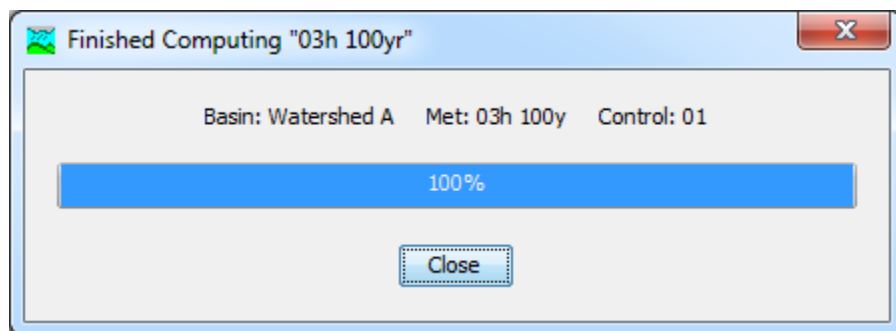 Finished Computing "03h 100yr"
Basin: Watershed A Met: 03h 100y Control: 01
100%
Close